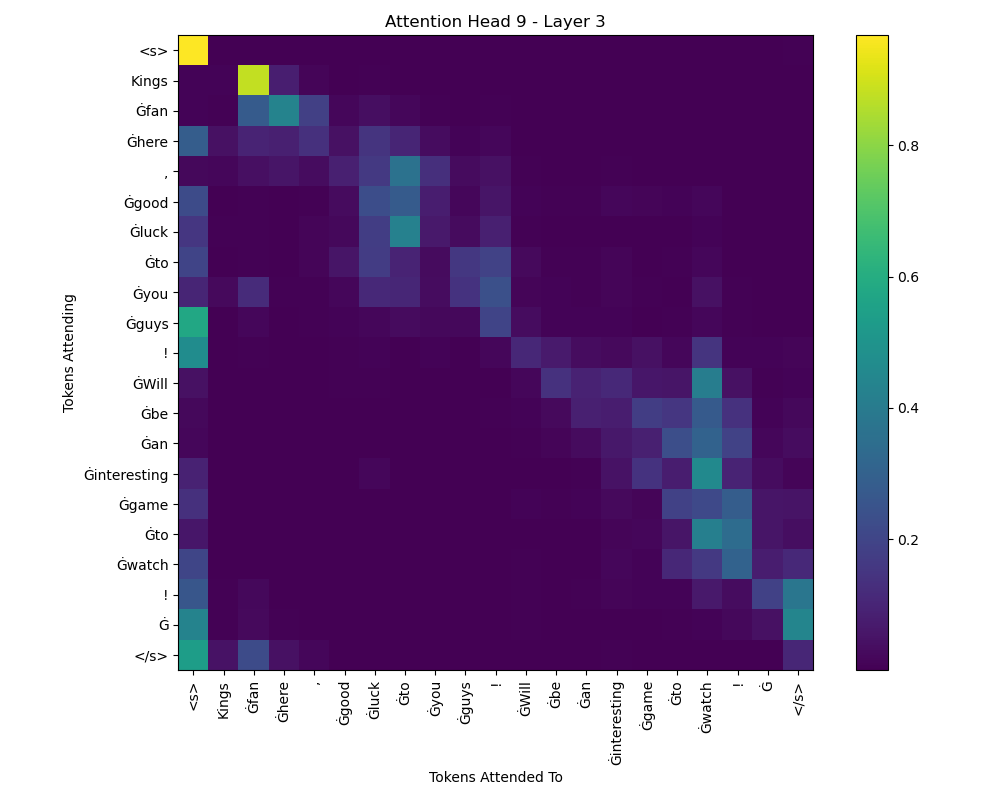 Attention Head 9 - Layer 3
<s>
Kings
Ġfan
Ġhere
,
Ġgood
Ġluck
Ġto
Ġyou
Ġguys
!
ĠWill
Ġbe
Ġan
Ġinteresting
Ġgame
Ġto
Ġwatch
!
Ġ
</s>
Tokens Attending
<s>
Kings
Ġfan
Ġhere
,
Ġgood
Ġluck
Ġto
Ġyou
Ġguys
!
ĠWill
Ġbe
Ġan
Ġinteresting
Ġgame
Ġto
Ġwatch
!
Ġ
</s>
Tokens Attended To
0.8
0.6
0.4
0.2